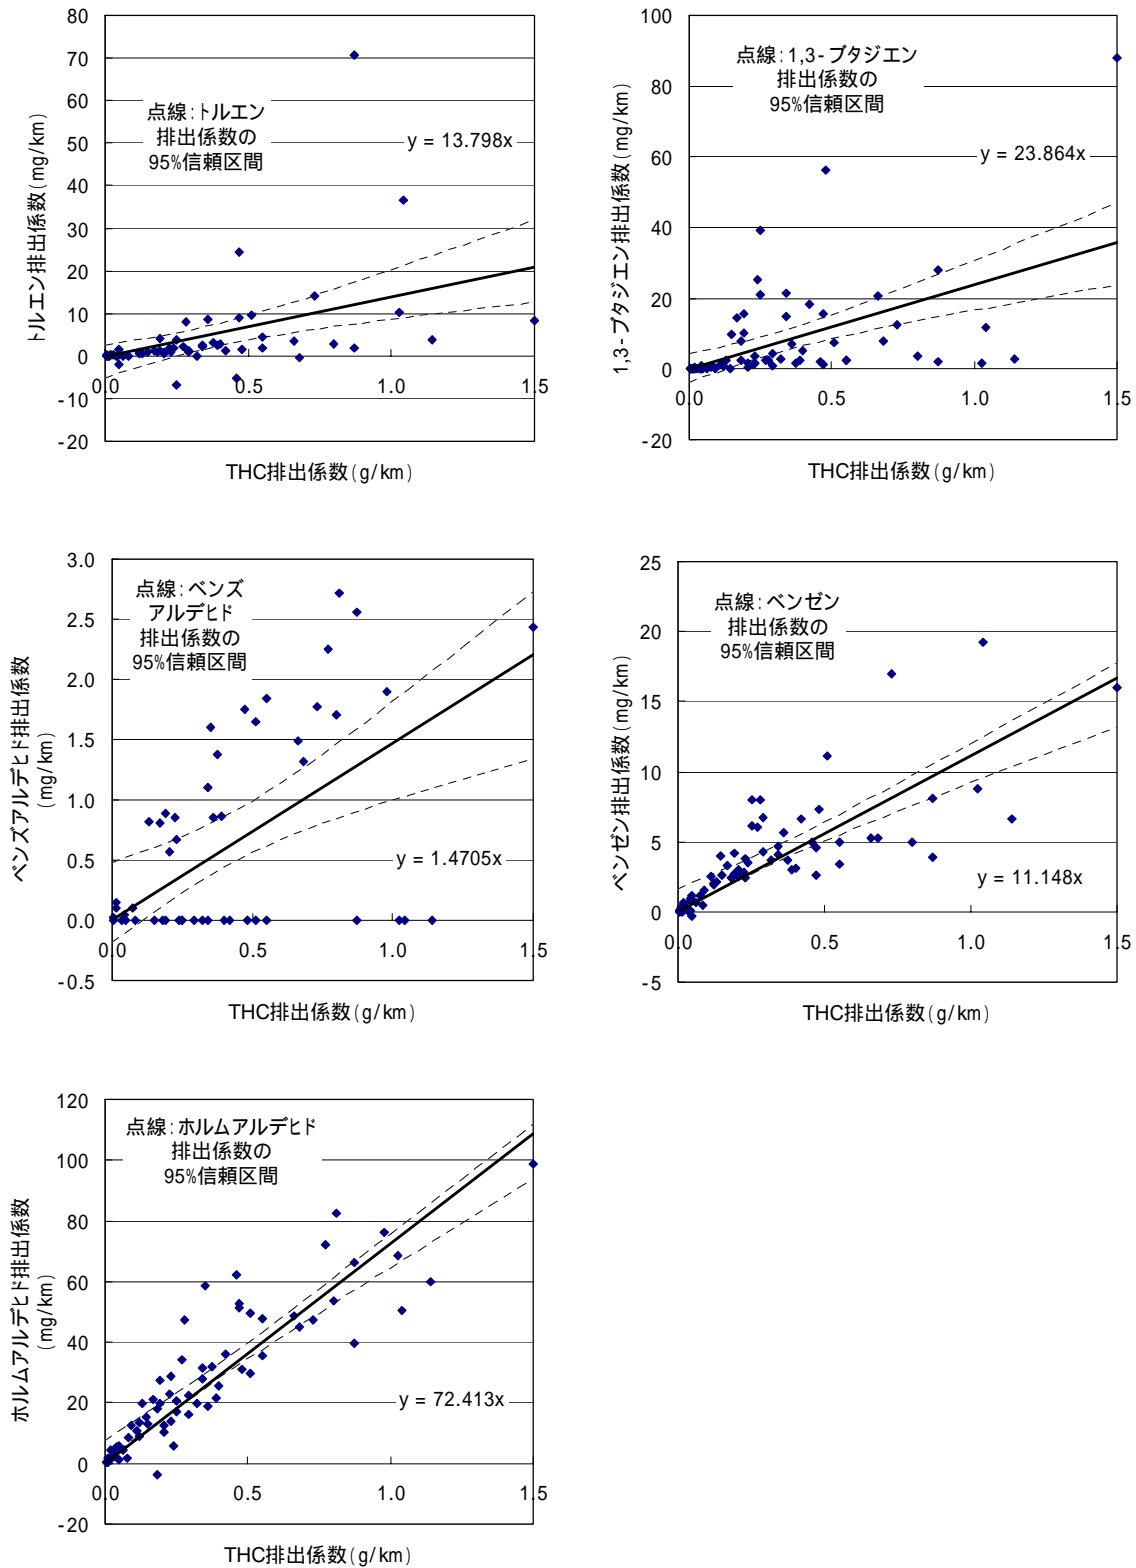 80
70
60
50
40
30
20
10
0
-10
-20
トルエン排出係数(mg/km)
点線:トルエン
排出係数の
95%信頼区間
y = 13.798x
0.0
0.5
1.0
1.5
THC排出係数(g/km)
100
80
60
40
20
0
-20
1,3-ブタジエン排出係数(mg/km)
点線:1,3-ブタジエン
排出係数の
95%信頼区間
y = 23.864x
0.0
0.5
1.0
1.5
THC排出係数(g/km)
3.0
2.5
2.0
1.5
1.0
0.5
0.0
-0.5
ベンズアルデヒド排出係数
(mg/km)
点線:ベンズ
アルデヒド
排出係数の
95%信頼区間
y = 1.4705x
0.0
0.5
1.0
1.5
THC排出係数(g/km)
25
20
15
10
5
0
-5
ベンゼン排出係数(mg/km)
点線:ベンゼン
排出係数の
95%信頼区間
y = 11.148x
0.0
0.5
1.0
1.5
THC排出係数(g/km)
120
100
80
60
40
20
0
-20
ホルムアルデヒド排出係数
(mg/km)
点線:ホルムアルデヒド
排出係数の
95%信頼区間
y = 72.413x
0.0
0.5
1.0
1.5
THC排出係数(g/km)